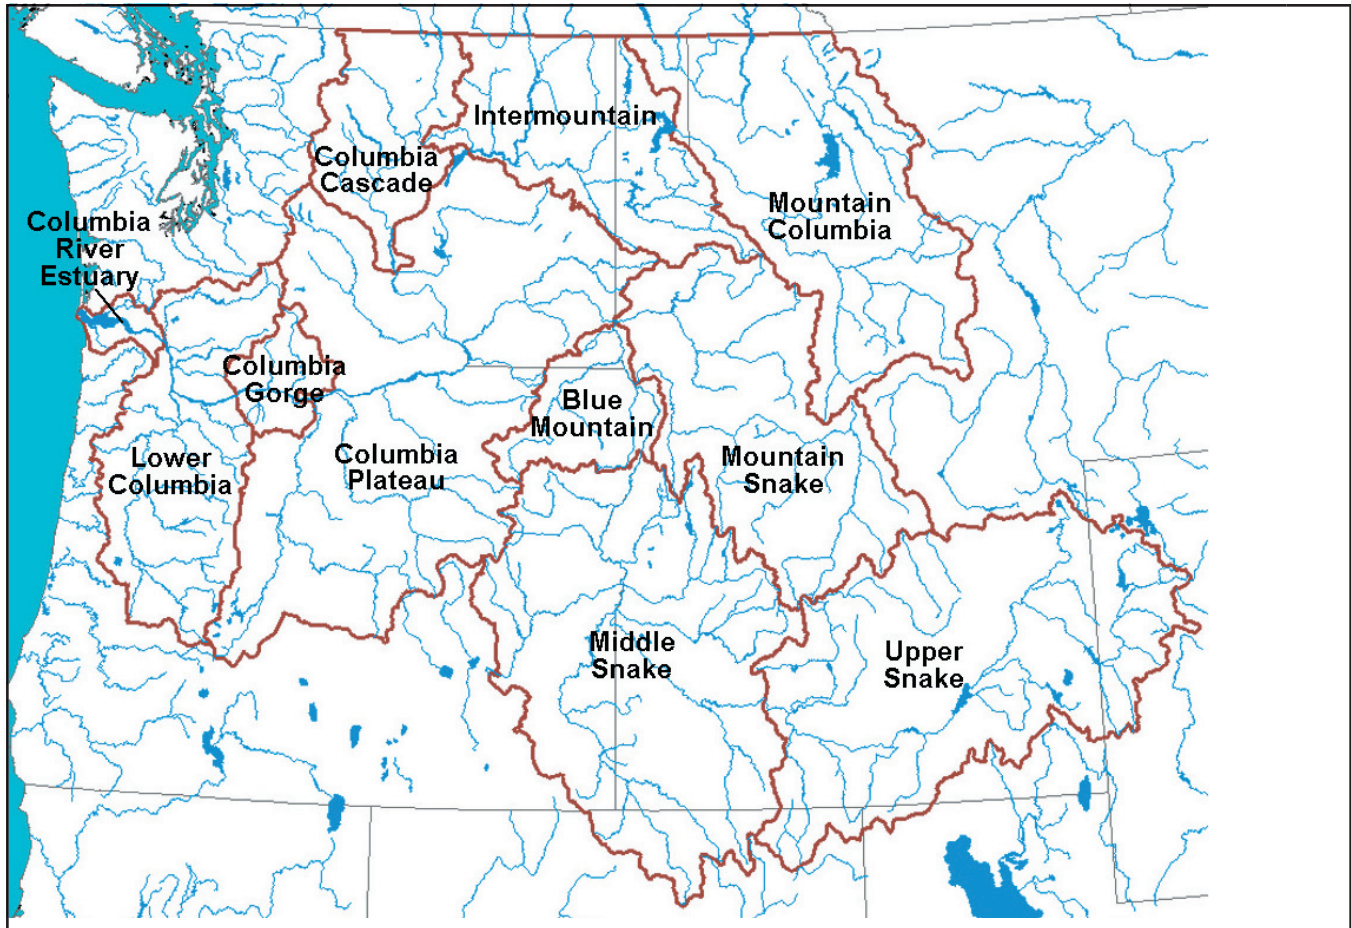 Intermountain
Columbia
Cascade
Mountain
Columbia
Columbia
River
Estuary
Columbia
Gorge
Blue
Mountain
Lower
Columbia
Columbia
Plateau
Mountain
Snake
Middle
Snake
Upper
Snake